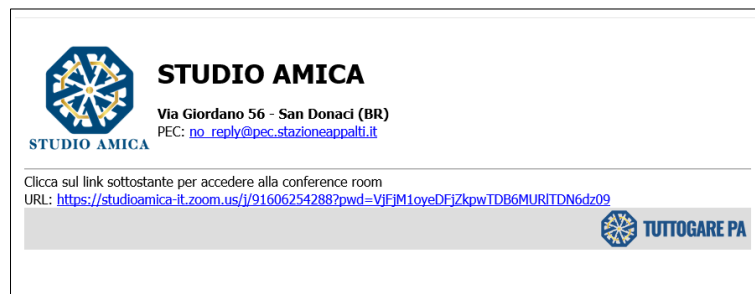 STUDIO AMICA
Via Giordano 56 - San Donaci (BR)
PEC: no_reply@pec.stazioneappalti.it
STUDIO AMICA
Clicca sul link sottostante per accedere alla conference room
URL: https://studioamica-it.zoom.us/j/91606254288?pwd=VjFjM1oyeDFjZkpwTDB6MURlTDN6dz09
TUTTOGARE PA